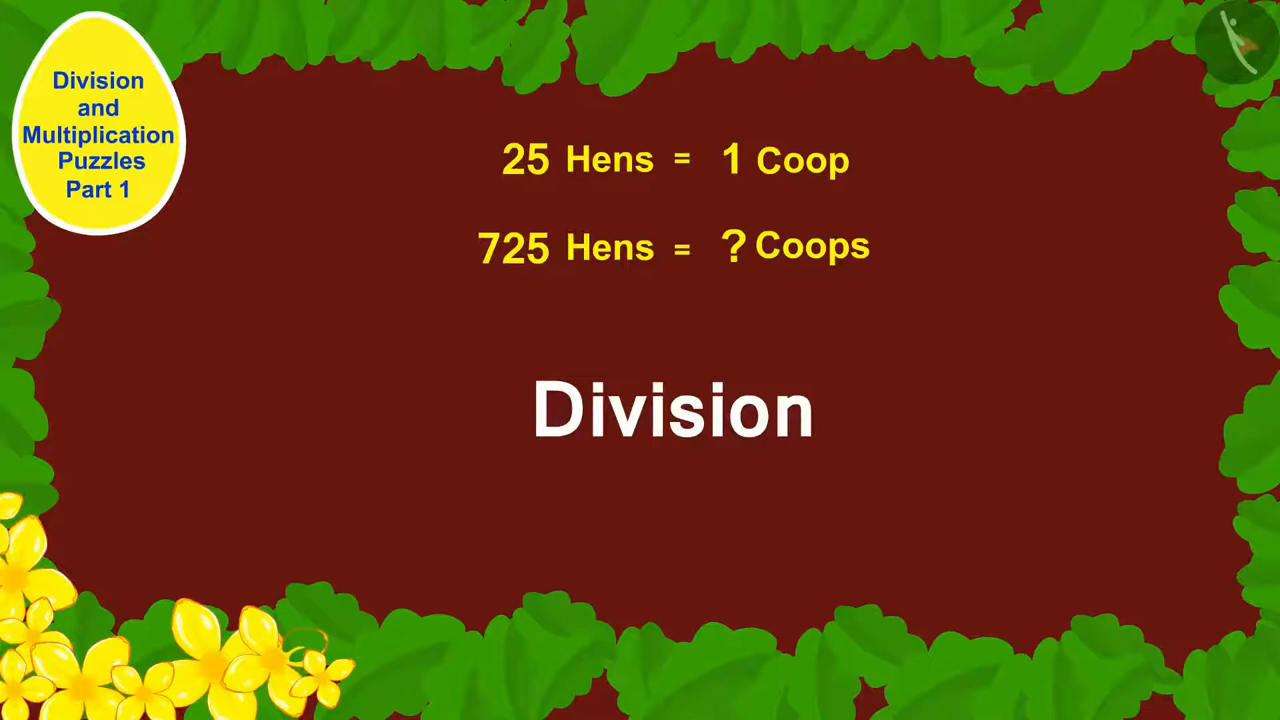 Division
and
Multiplication
Puzzles
Part 1
25 Hens = 1 Coop
725 Hens = ? Coops
Division